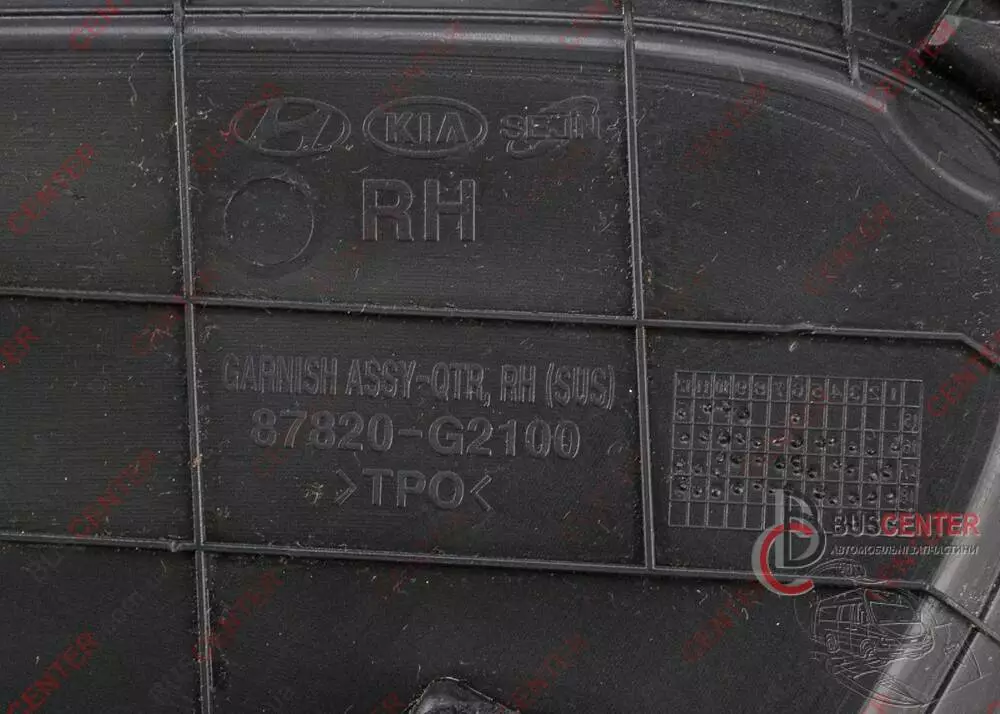 KIA SEJIN
RH
GARNISH ASSY-QTR, RH (SUS)
87820-G2100
>TPO<
BUSCENTER
АВТОМОБІЛЬНІ ЗАПЧАСТИНИ